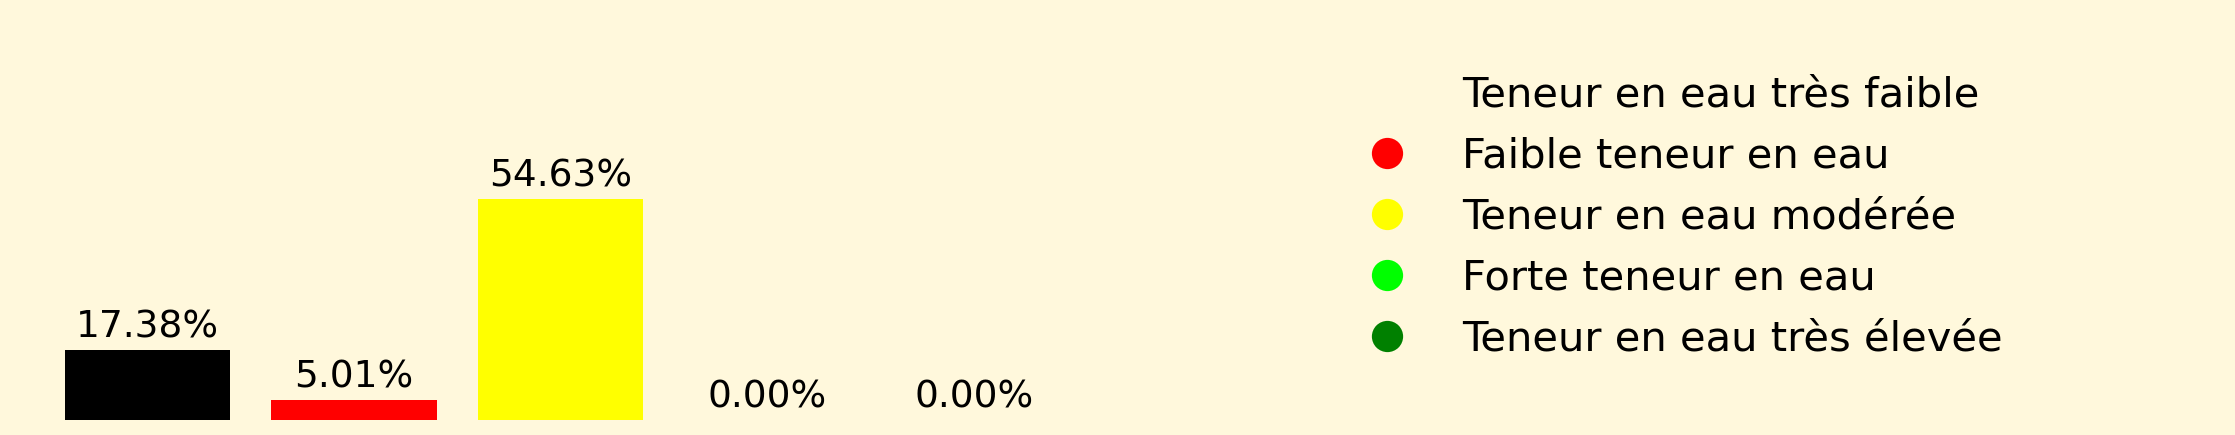 17.38%
5.01%
54.63%
0.00%
0.00%
Teneur en eau très faible
Faible teneur en eau
Teneur en eau modérée
Forte teneur en eau
Teneur en eau très élevée